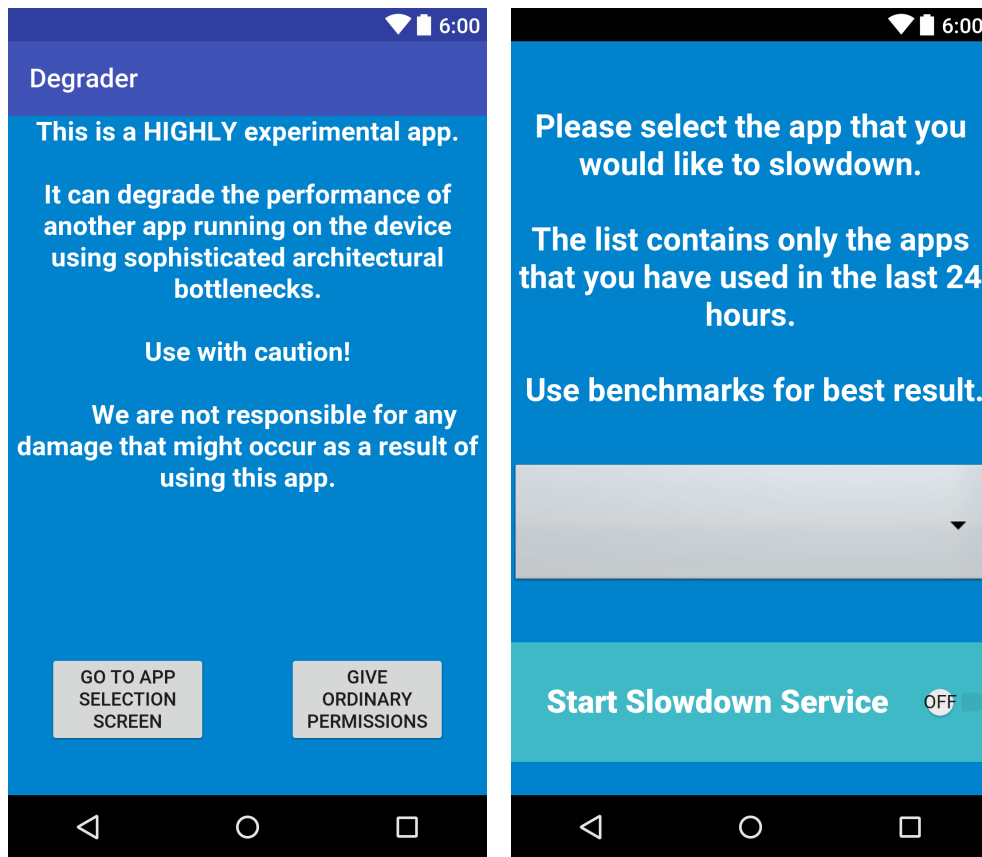 6:00
Degrader
This is a HIGHLY experimental app.
It can degrade the performance of
another app running on the device
using sophisticated architectural
bottlenecks.
Use with caution!
We are not responsible for any
damage that might occur as a result of
using this app.
GO TO APP
SELECTION
SCREEN
GIVE
ORDINARY
PERMISSIONS
6:00
Please select the app that you
would like to slowdown.
The list contains only the apps
that you have used in the last 24
hours.
Use benchmarks for best result.
Start Slowdown Service
OFF